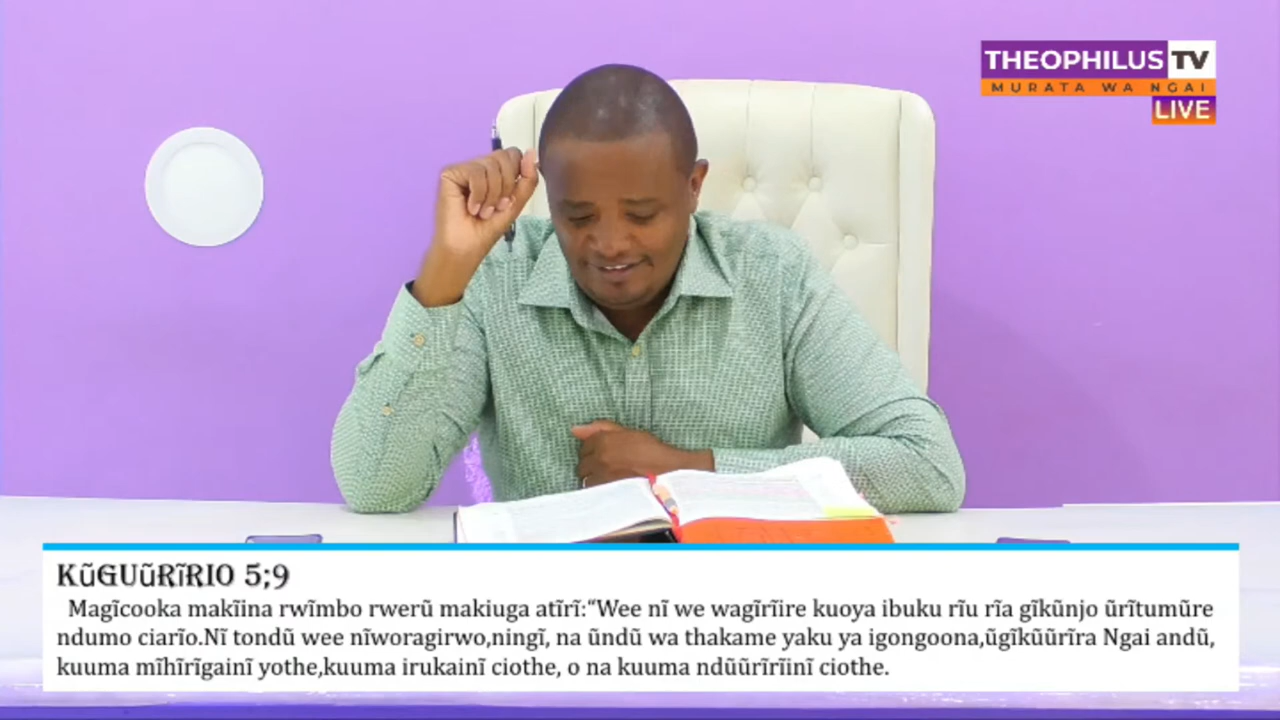 THEOPHILUS TV
MURATA WA NGAI
LIVE
KŨGUŨRĨRIO 5;9
Magĩcooka makĩina rwĩmbo rwerũ makiuga atĩrĩ:“Wee nĩ we wagĩrĩire kuoya ibuku rĩu rĩa gĩkũnjo ũrĩtumũre
ndumo ciarĩo.Nĩ tondũ wee nĩworagirwo,ningĩ, na ũndũ wa thakame yaku ya igongoona,ũgĩkũũrĩra Ngai andũ,
kuuma mĩhĩrĩgainĩ yothe,kuuma irukainĩ ciothe, o na kuuma ndũũrĩrĩinĩ ciothe.